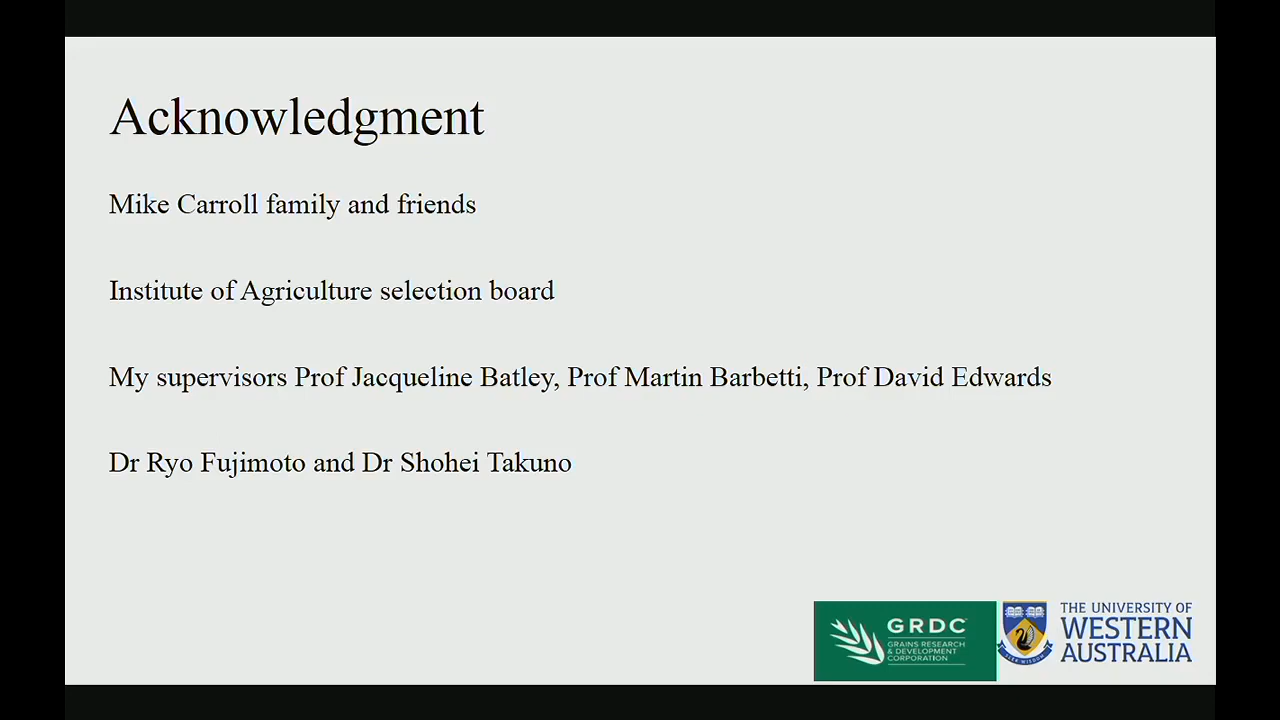 Acknowledgment
Mike Carroll family and friends
Institute of Agriculture selection board
My supervisors Prof Jacqueline Batley, Prof Martin Barbetti, Prof David Edwards
Dr Ryo Fujimoto and Dr Shohei Takuno
GRDC
GRAINS RESEARCH
& DEVELOPMENT
CORPORATION
THE UNIVERSITY OF
WESTERN
AUSTRALIA